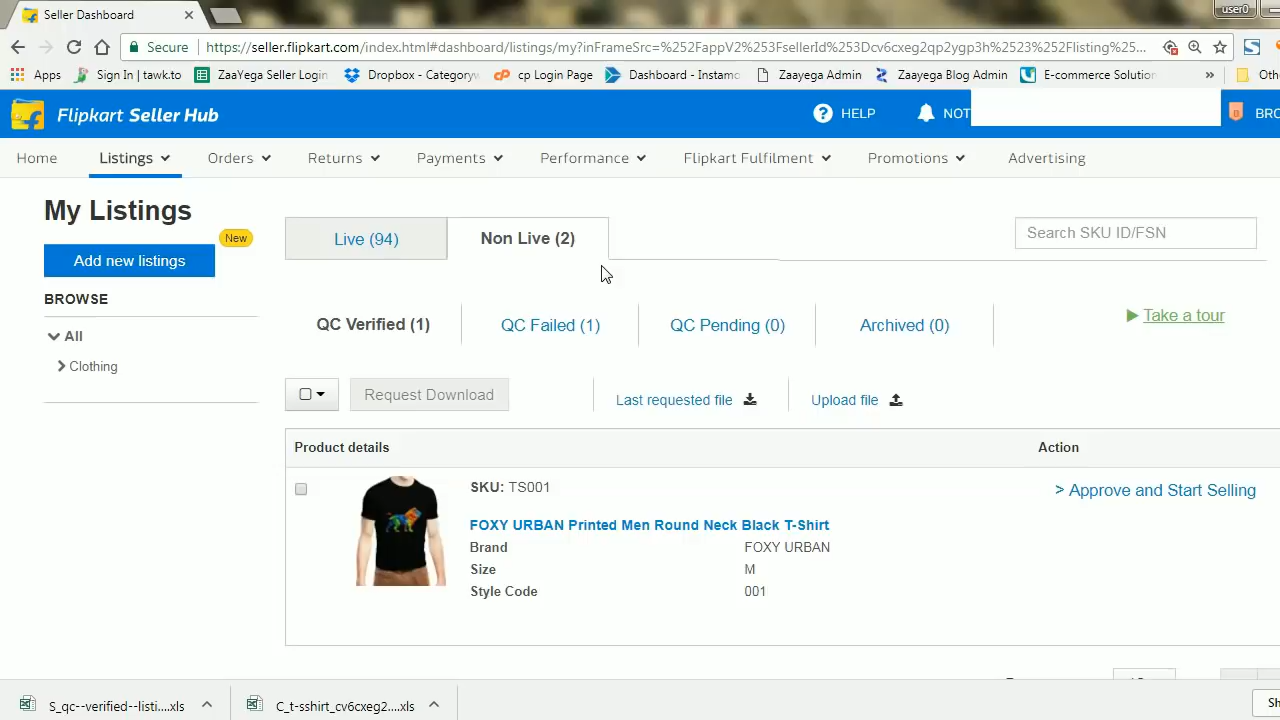 Seller Dashboard
user0
Secure
https://seller.flipkart.com/index.html#dashboard/listings/my?inFrameSrc=%252FappV2%253FsellerId%253Dcv6cxeg2qp2ygp3h%2523%252Flisting%25...
Apps
Sign In | tawk.to
ZaaYega Seller Login
Dropbox - Category
cp Login Page
Dashboard - Instamo
Zaayega Admin
Zaayega Blog Admin
E-commerce Solution
»
Oth
Flipkart Seller Hub
HELP
NOT
BRO
Home
Listings
Orders
Returns
Payments
Performance
Flipkart Fulfilment
Promotions
Advertising
My Listings
New
Add new listings
BROWSE
All
Clothing
Live (94)
Non Live (2)
Search SKU ID/FSN
QC Verified (1)
QC Failed (1)
QC Pending (0)
Archived (0)
Take a tour
Request Download
Last requested file
Upload file
Product details
Action
SKU: TS001
> Approve and Start Selling
FOXY URBAN Printed Men Round Neck Black T-Shirt
Brand FOXY URBAN
Size M
Style Code 001
S_qc--verified--listi....xls
C_t-sshirt_cv6cxeg2....xls
Sh